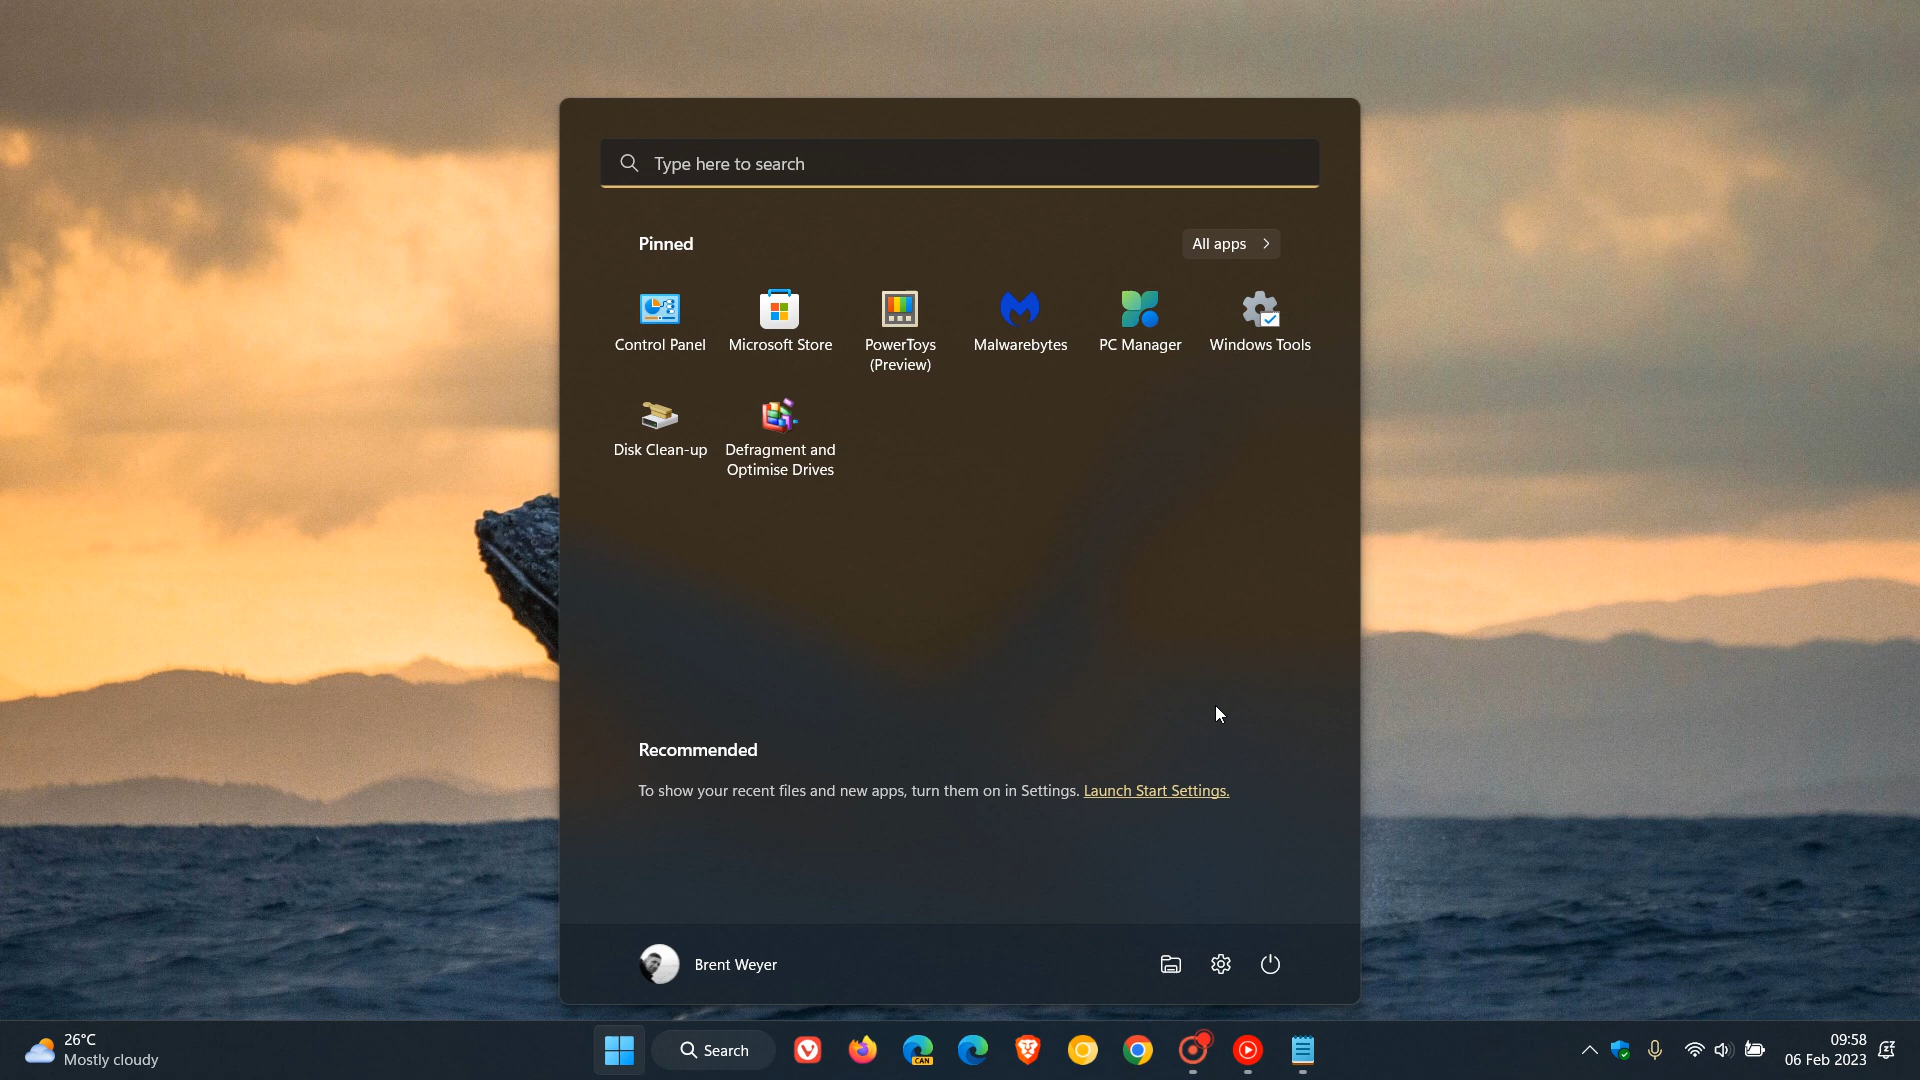 Type here to search
Pinned
All apps
Control Panel
Microsoft Store
PowerToys
(Preview)
Malwarebytes
PC Manager
Windows Tools
Disk Clean-up
Defragment and
Optimise Drives
Recommended
To show your recent files and new apps, turn them on in Settings. Launch Start Settings.
Brent Weyer
26°C
Mostly cloudy
Search
CAN
09:58
06 Feb 2023